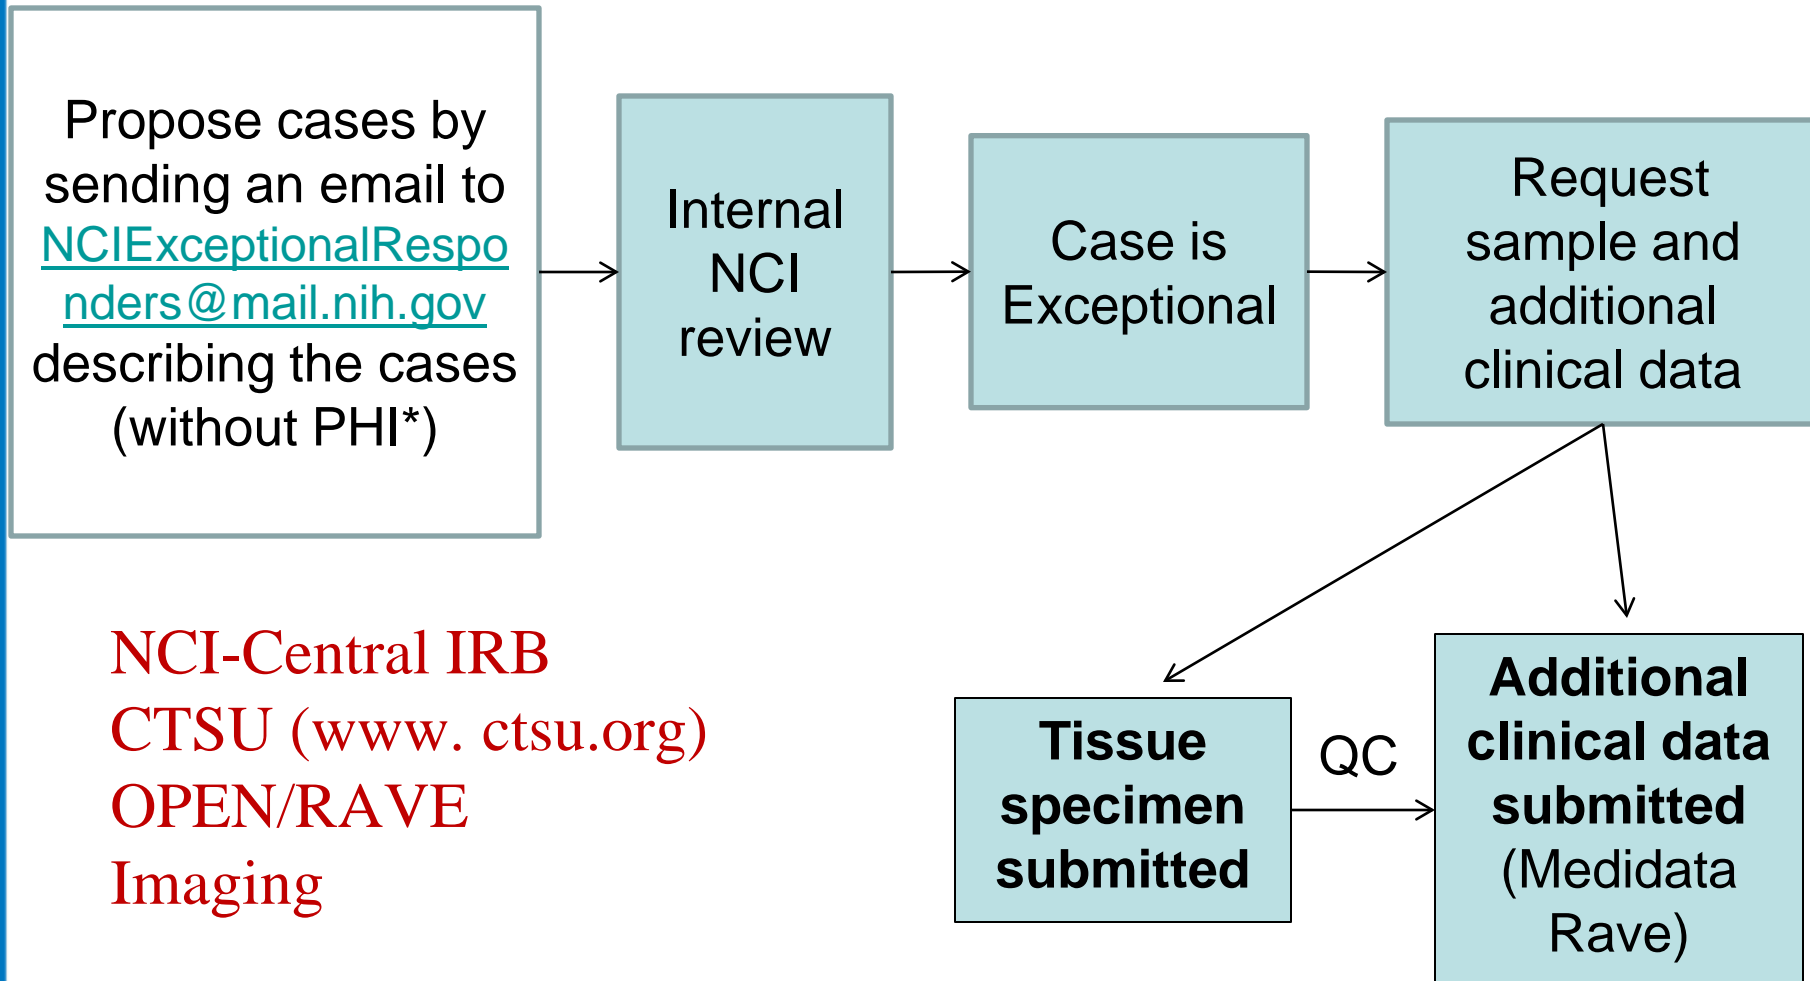 Propose cases by
sending an email to
NCIExceptionalRespo
nders@mail.nih.gov
describing the cases
(without PHI*)
Internal
NCI
review
Case is
Exceptional
Request
sample and
additional
clinical data
NCI-Central IRB
CTSU (www. ctsu.org)
OPEN/RAVE
Imaging
Tissue
specimen
submitted
QC
Additional
clinical data
submitted
(Medidata
Rave)